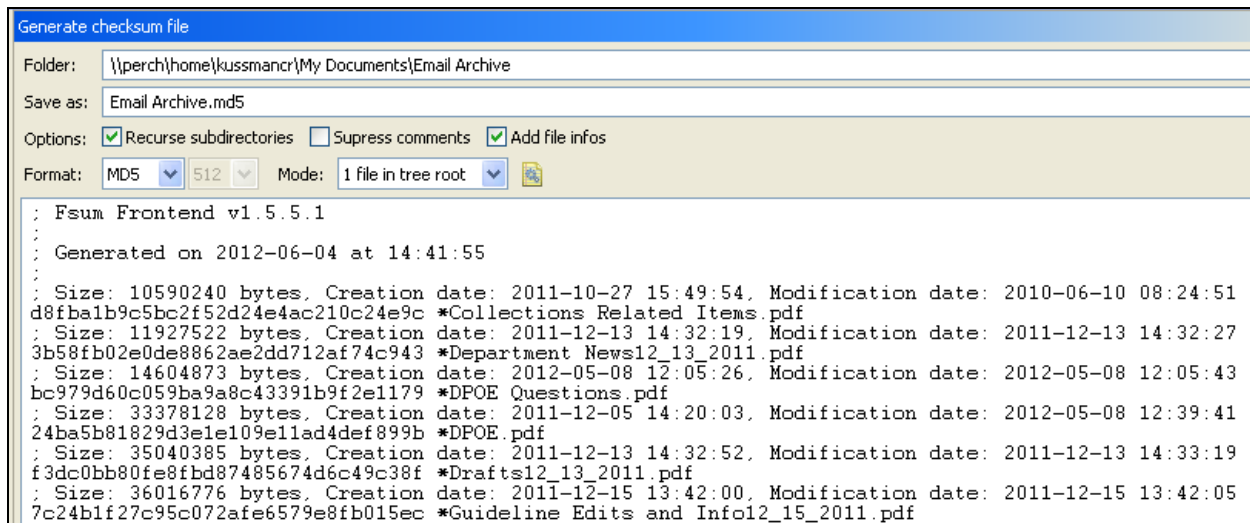 Generate checksum file
Folder: \\perch\home\kussmancr\My Documents\Email Archive
Save as: Email Archive.md5
Options: Recurse subdirectories Supress comments Add file infos
Format: MD5 512 Mode: 1 file in tree root
; Fsum Frontend v1.5.5.1
;
; Generated on 2012-06-04 at 14:41:55
;
; Size: 10590240 bytes, Creation date: 2011-10-27 15:49:54, Modification date: 2010-06-10 08:24:51
d8fba1b9c5bc2f52d24e4ac210c24e9c *Collections Related Items.pdf
; Size: 11927522 bytes, Creation date: 2011-12-13 14:32:19, Modification date: 2011-12-13 14:32:27
3b58fb02e0de8862ae2dd712af74c943 *Department News12_13_2011.pdf
; Size: 14604873 bytes, Creation date: 2012-05-08 12:05:26, Modification date: 2012-05-08 12:05:43
bc979d60c059ba9a8c43391b9f2e1179 *DPOE Questions.pdf
; Size: 33378128 bytes, Creation date: 2011-12-05 14:20:03, Modification date: 2012-05-08 12:39:41
24ba5b81829d3e1e109e11ad4def899b *DPOE.pdf
; Size: 35040385 bytes, Creation date: 2011-12-13 14:32:52, Modification date: 2011-12-13 14:33:19
f3dc0bb80fe8fbd87485674d6c49c38f *Drafts12_13_2011.pdf
; Size: 36016776 bytes, Creation date: 2011-12-15 13:42:00, Modification date: 2011-12-15 13:42:05
7c24b1f27c95c072afe6579e8fb015ec *Guideline Edits and Info12_15_2011.pdf